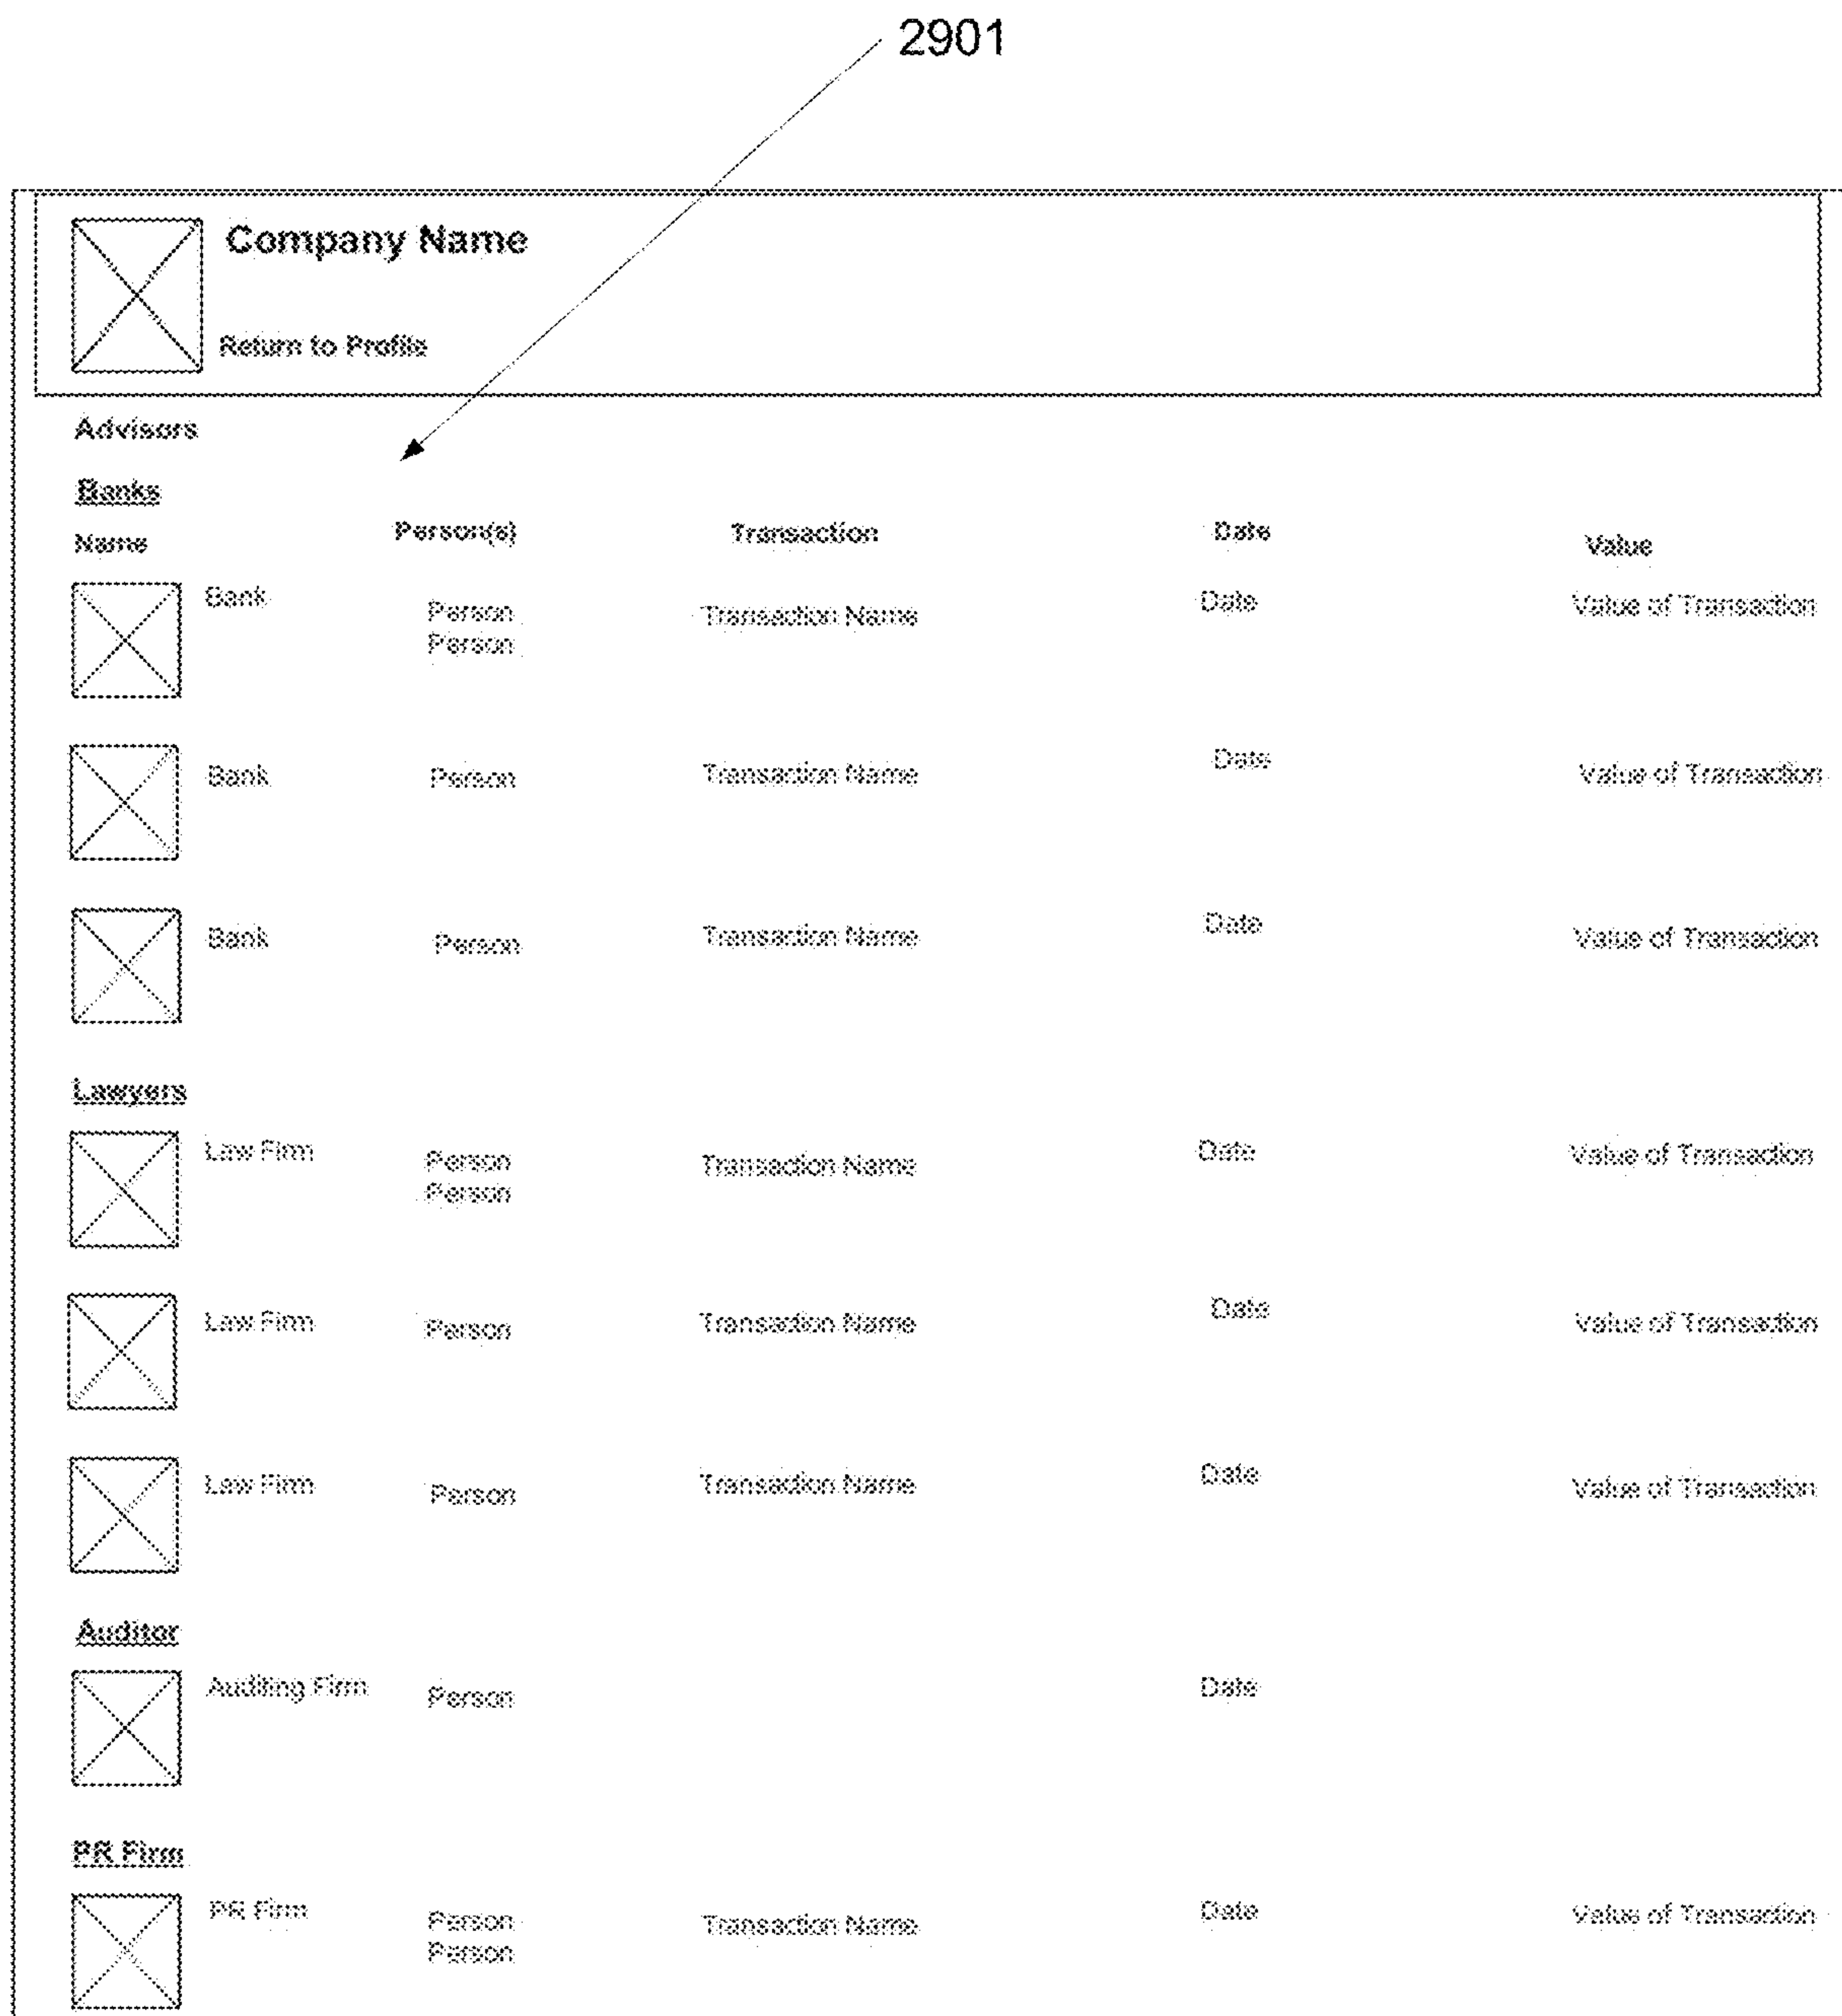 2901
Company Name
Return to Profile
Advisors
Banks
Name Person(s) Transaction Date Value
Bank Person Transaction Name Date Value of Transaction
Person
Bank Person Transaction Name Date Value of Transaction
Bank Person Transaction Name Date Value of Transaction
Lawyers
Law Firm Person Transaction Name Date Value of Transaction
Person
Law Firm Person Transaction Name Date Value of Transaction
Law Firm Person Transaction Name Date Value of Transaction
Auditor
Auditing Firm Person Date
PR Firm
PR Firm Person Transaction Name Date Value of Transaction
Person